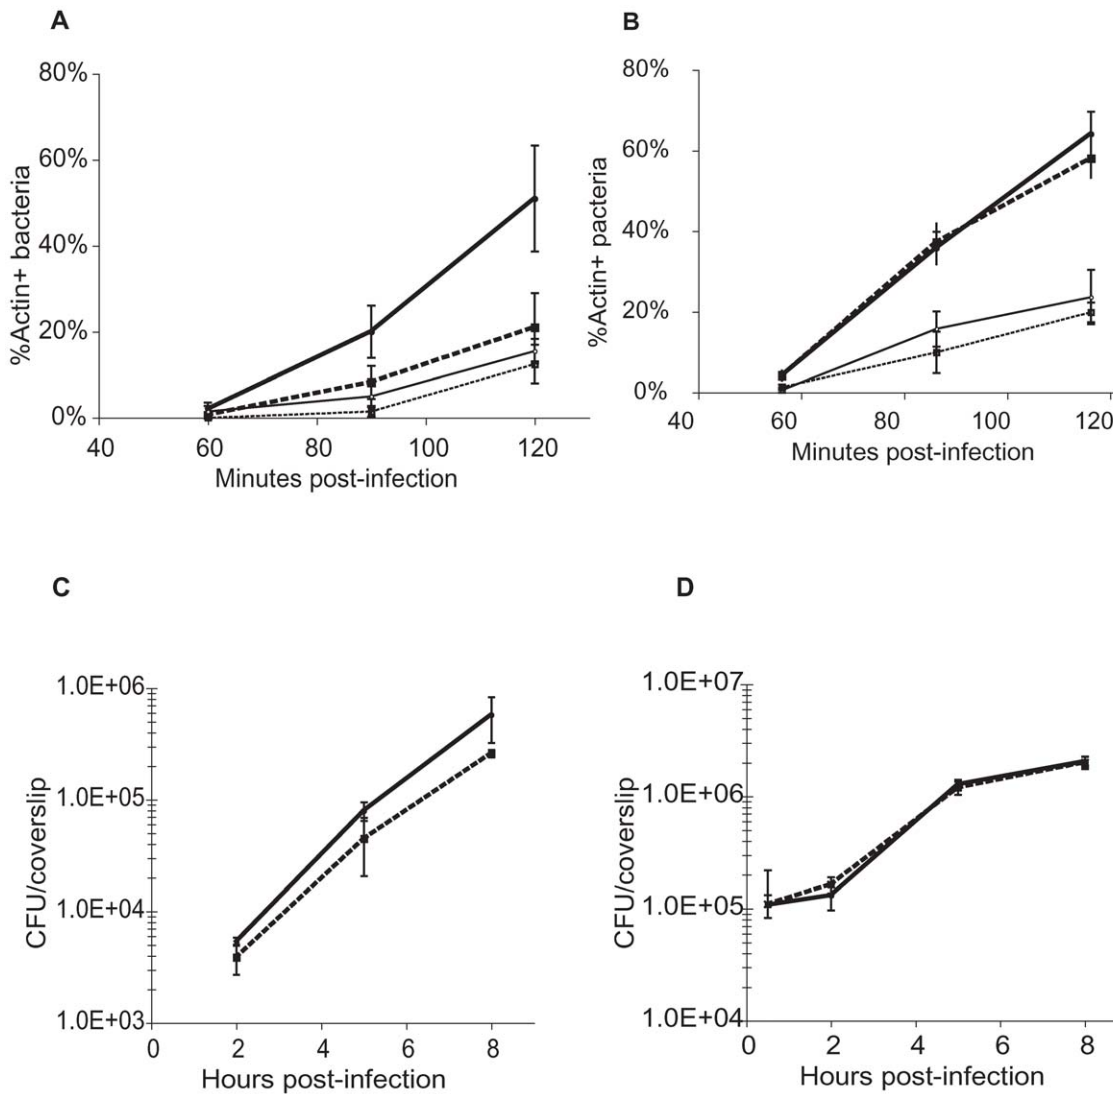 A
80%
60%
40%
20%
0%
%Actin+ bacteria
40 60 80 100 120
Minutes post-infection
B
80%
60%
40%
20%
0%
%Actin+ pacteria
40 60 80 100 120
Minutes post-infection
C
1.0E+06
1.0E+05
1.0E+04
1.0E+03
CFU/coverslip
0 2 4 6 8
Hours post-infection
D
1.0E+07
1.0E+06
1.0E+05
1.0E+04
CFU/coverslip
0 2 4 6 8
Hours post-infection